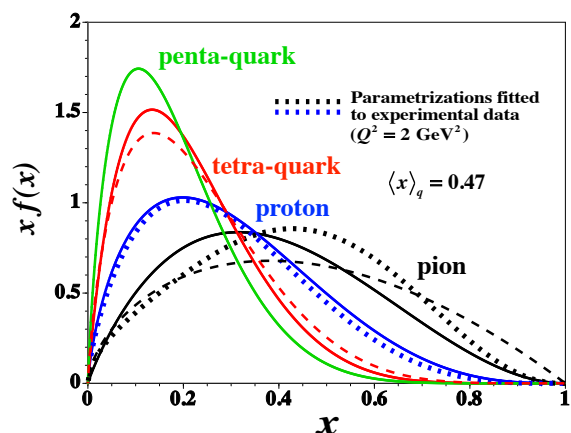 2
penta-quark
Parametrizations fitted
to experimental data
(Q² = 2 GeV²)
1.5
tetra-quark
⟨x⟩q = 0.47
proton
1
x f(x)
pion
0.5
0
0 0.2 0.4 0.6 0.8 1
x